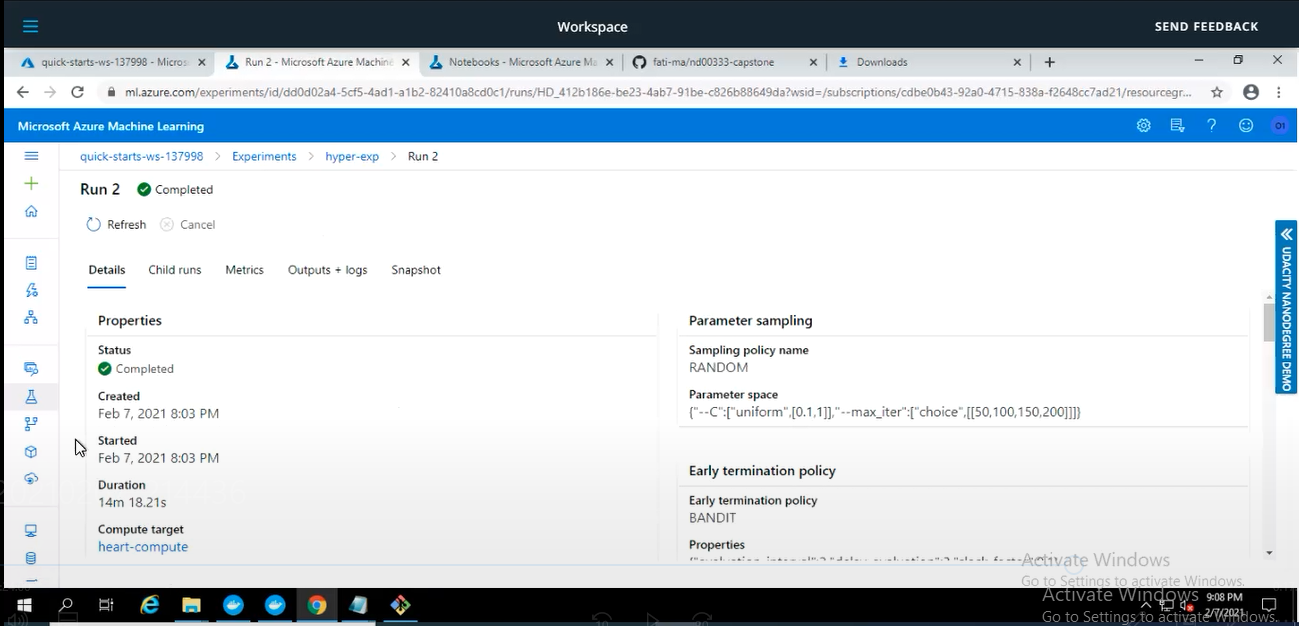 Workspace
SEND FEEDBACK
quick-starts-ws-137998 - Micros
Run 2 - Microsoft Azure Machine
Notebooks - Microsoft Azure Ma
fati-ma/nd00333-capstone
Downloads
ml.azure.com/experiments/id/dd0d02a4-5cf5-4ad1-a1b2-82410a8cd0c1/runs/HD_412b186e-be23-4ab7-91be-c826b88649da?wsid=/subscriptions/cdbe0b43-92a0-4715-838a-f2648cc7ad21/resourcegr...
Microsoft Azure Machine Learning
O1
quick-starts-ws-137998 > Experiments > hyper-exp > Run 2
Run 2 Completed
Refresh Cancel
Details Child runs Metrics Outputs + logs Snapshot
Properties
Status
Completed
Created
Feb 7, 2021 8:03 PM
Started
Feb 7, 2021 8:03 PM
Duration
14m 18.21s
Compute target
heart-compute
Parameter sampling
Sampling policy name
RANDOM
Parameter space
{"--C":["uniform",[0.1,1]],"--max_iter":["choice",[[50,100,150,200]]]}
Early termination policy
Early termination policy
BANDIT
Properties
UDACITY NANODEGREE DEMO
Activate Windows
Go to Settings to activate Windows.
Activate Windows
Go to Settings to activate Windows.
9:08 PM
2/7/2021